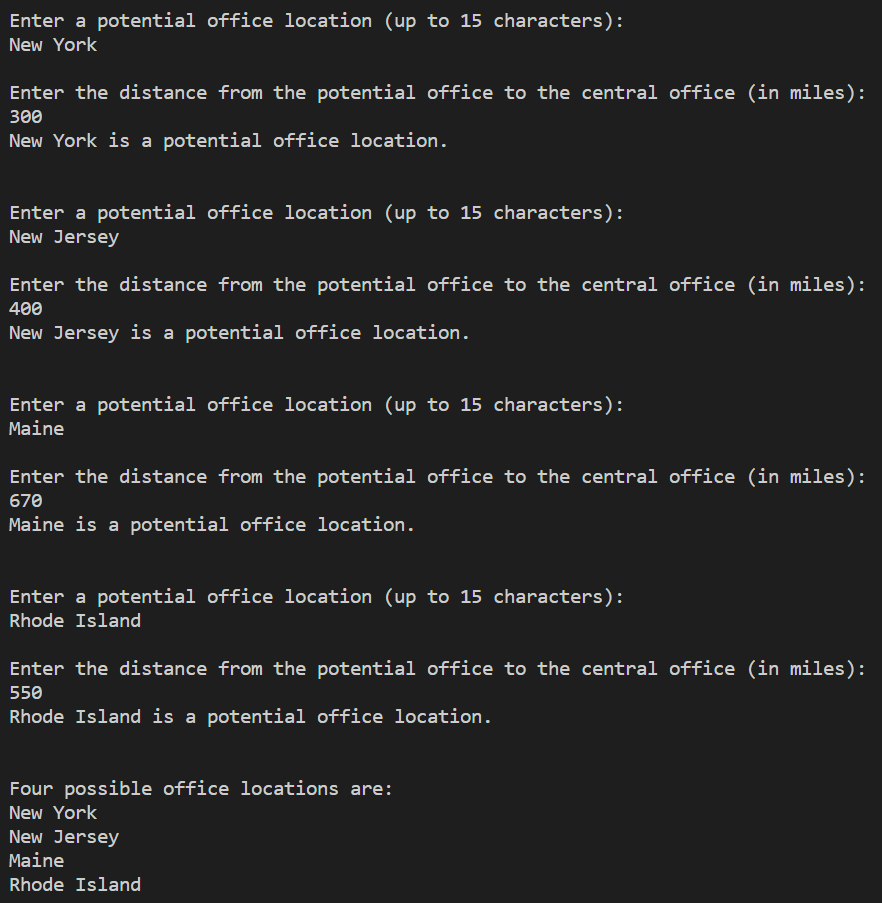 Enter a potential office location (up to 15 characters):
New York
Enter the distance from the potential office to the central office (in miles):
300
New York is a potential office location.
Enter a potential office location (up to 15 characters):
New Jersey
Enter the distance from the potential office to the central office (in miles):
400
New Jersey is a potential office location.
Enter a potential office location (up to 15 characters):
Maine
Enter the distance from the potential office to the central office (in miles):
670
Maine is a potential office location.
Enter a potential office location (up to 15 characters):
Rhode Island
Enter the distance from the potential office to the central office (in miles):
550
Rhode Island is a potential office location.
Four possible office locations are:
New York
New Jersey
Maine
Rhode Island